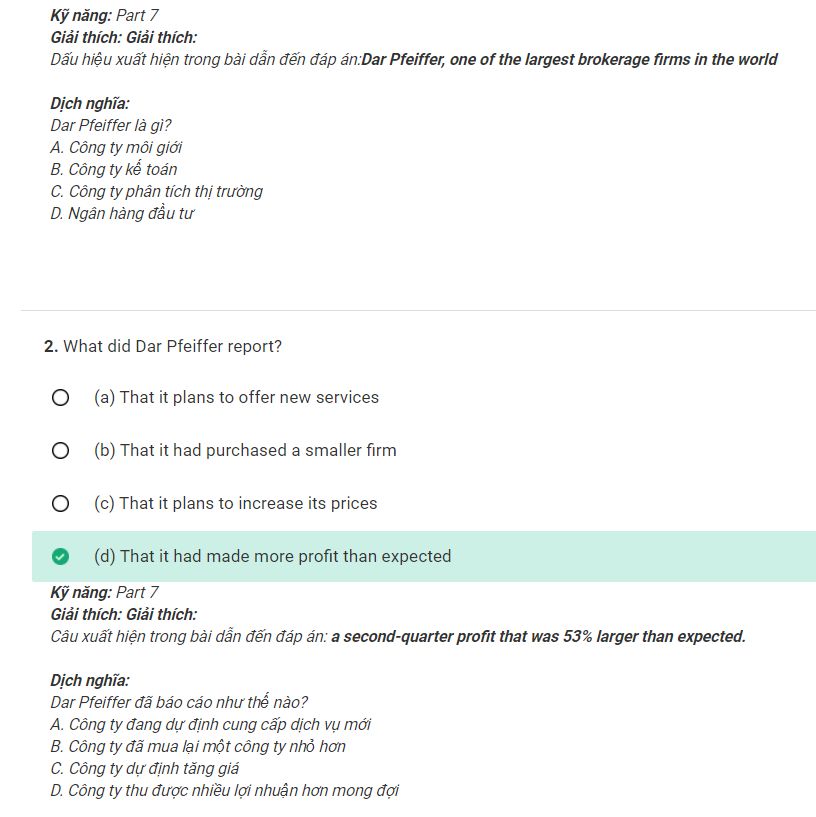 Kỹ năng: Part 7
Giải thích: Giải thích:
Dấu hiệu xuất hiện trong bài dẫn đến đáp án:Dar Pfeiffer, one of the largest brokerage firms in the world
Dịch nghĩa:
Dar Pfeiffer là gì?
A. Công ty môi giới
B. Công ty kế toán
C. Công ty phân tích thị trường
D. Ngân hàng đầu tư
2. What did Dar Pfeiffer report?
(a) That it plans to offer new services
(b) That it had purchased a smaller firm
(c) That it plans to increase its prices
(d) That it had made more profit than expected
Kỹ năng: Part 7
Giải thích: Giải thích:
Câu xuất hiện trong bài dẫn đến đáp án: a second-quarter profit that was 53% larger than expected.
Dịch nghĩa:
Dar Pfeiffer đã báo cáo như thế nào?
A. Công ty đang dự định cung cấp dịch vụ mới
B. Công ty đã mua lại một công ty nhỏ hơn
C. Công ty dự định tăng giá
D. Công ty thu được nhiều lợi nhuận hơn mong đợi